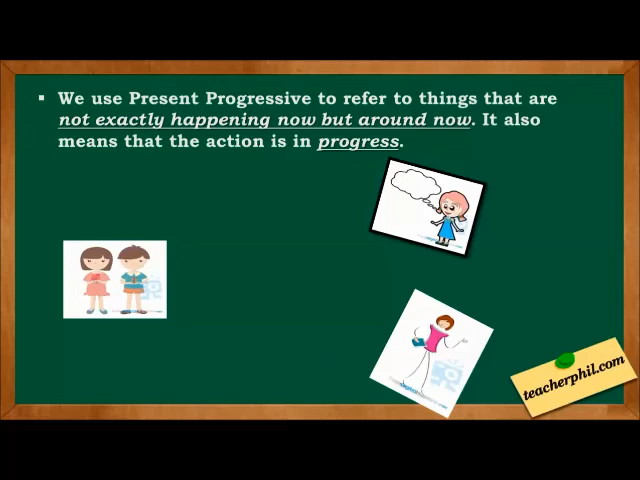 ▪ We use Present Progressive to refer to things that are
not exactly happening now but around now. It also
means that the action is in progress.
teacherphil.com